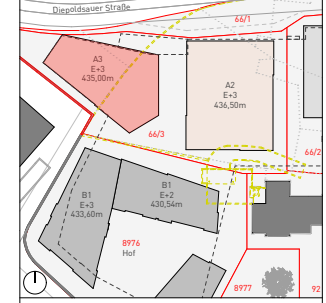 Diepoldsauer Straße
66/1
A3
E+3
435,00m
A2
E+3
436,50m
66/3
66/2
B1
E+3
433,60m
B1
E+2
430,54m
8976
Hof
8977
92